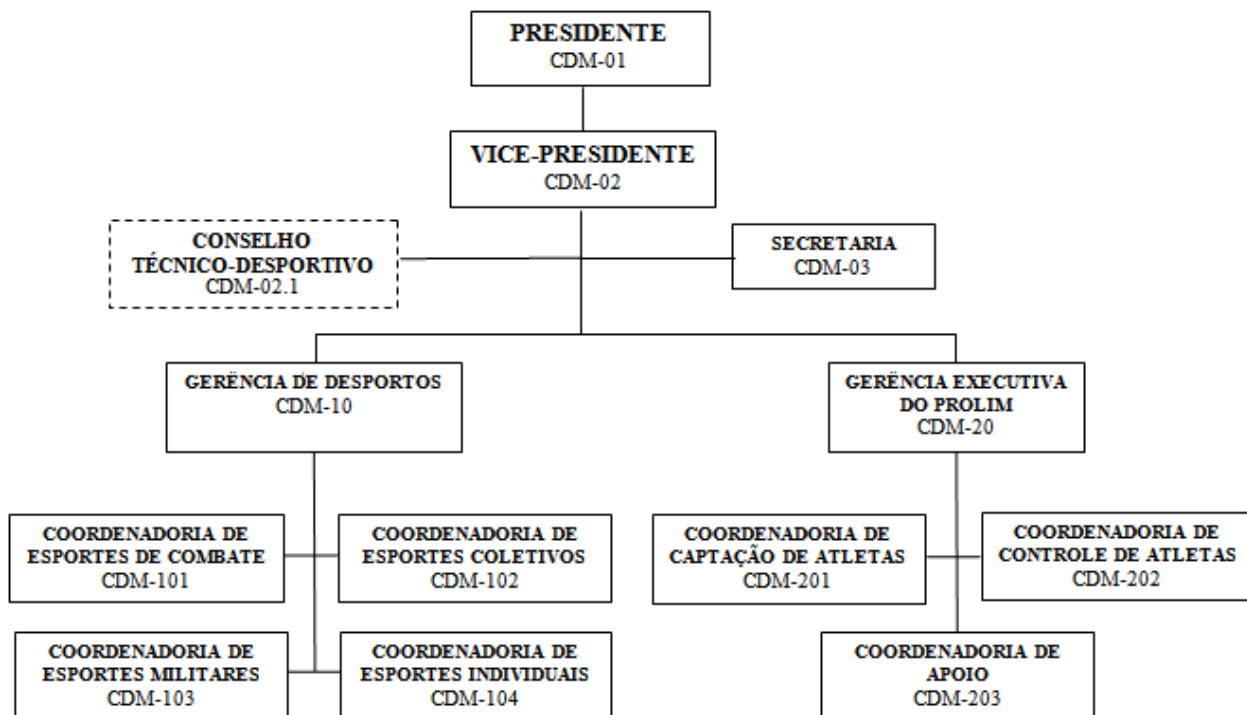 PRESIDENTE
CDM-01
VICE-PRESIDENTE
CDM-02
CONSELHO
TÉCNICO-DESPORTIVO
CDM-02.1
SECRETARIA
CDM-03
GERÊNCIA DE DESPORTOS
CDM-10
GERÊNCIA EXECUTIVA
DO PROLIM
CDM-20
COORDENADORIA DE
ESPORTES DE COMBATE
CDM-101
COORDENADORIA DE
ESPORTES COLETIVOS
CDM-102
COORDENADORIA DE
CAPTAÇÃO DE ATLETAS
CDM-201
COORDENADORIA DE
CONTROLE DE ATLETAS
CDM-202
COORDENADORIA DE
ESPORTES MILITARES
CDM-103
COORDENADORIA DE
ESPORTES INDIVIDUAIS
CDM-104
COORDENADORIA DE
APOIO
CDM-203